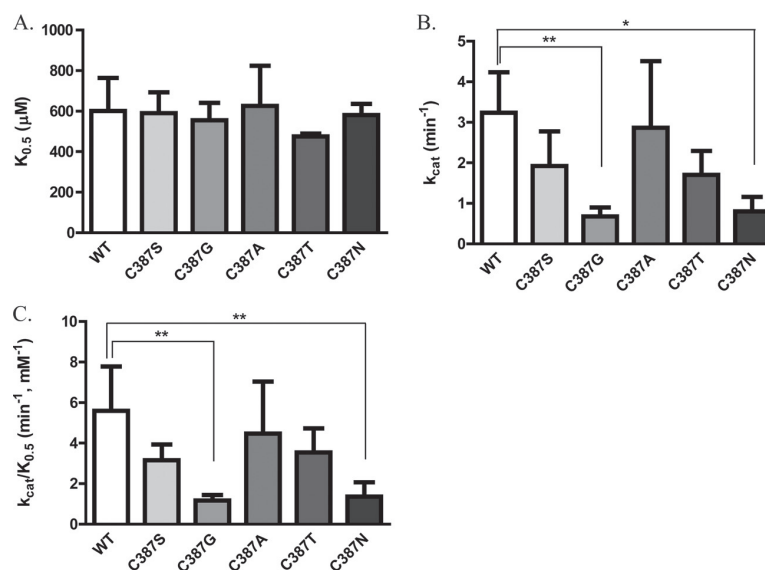 A.
K0.5 (μM)
1000
800
600
400
200
0
WT
C387S
C387G
C387A
C387T
C387N
B.
kcat (min-1)
*
**
5
4
3
2
1
0
WT
C387S
C387G
C387A
C387T
C387N
C.
kcat/K0.5 (min-1, mM-1)
**
**
10
8
6
4
2
0
WT
C387S
C387G
C387A
C387T
C387N